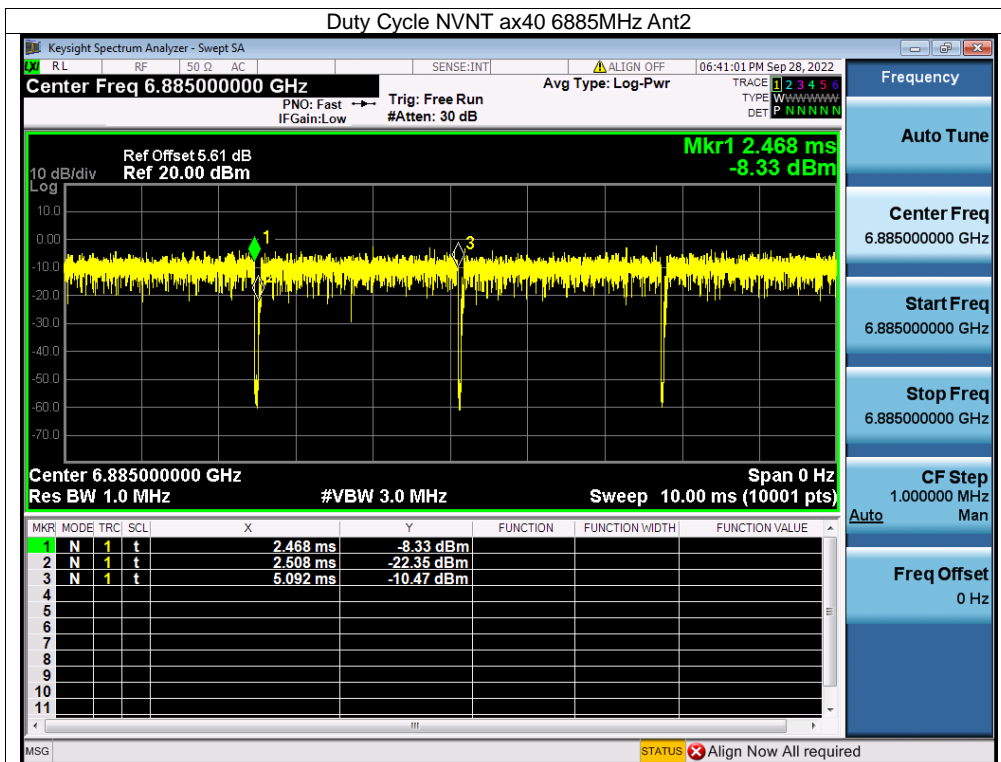 Duty Cycle NVNT ax40 6885MHz Ant2
Keysight Spectrum Analyzer - Swept SA
LXI RL RF 50 Ω AC SENSE:INT ALIGN OFF 06:41:01 PM Sep 28, 2022
Center Freq 6.885000000 GHz
Avg Type: Log-Pwr
TRACE 1 2 3 4 5 6
PNO: Fast
Trig: Free Run
TYPE WWWWWW
IFGain:Low
#Atten: 30 dB
DET P N N N N N
Mkr1 2.468 ms
-8.33 dBm
Ref Offset 5.61 dB
10 dB/div
Ref 20.00 dBm
Log
10.0
0.00
-10.0
-20.0
-30.0
-40.0
-50.0
-60.0
-70.0
1
3
Center 6.885000000 GHz
Span 0 Hz
Res BW 1.0 MHz
#VBW 3.0 MHz
Sweep 10.00 ms (10001 pts)
MKR MODE TRC SCL X Y FUNCTION FUNCTION WIDTH FUNCTION VALUE
1 N 1 t 2.468 ms -8.33 dBm
2 N 1 t 2.508 ms -22.35 dBm
3 N 1 t 5.092 ms -10.47 dBm
4
5
6
7
8
9
10
11
MSG
STATUS Align Now All required
Frequency
Auto Tune
Center Freq
6.885000000 GHz
Start Freq
6.885000000 GHz
Stop Freq
6.885000000 GHz
CF Step
1.000000 MHz
Auto Man
Freq Offset
0 Hz